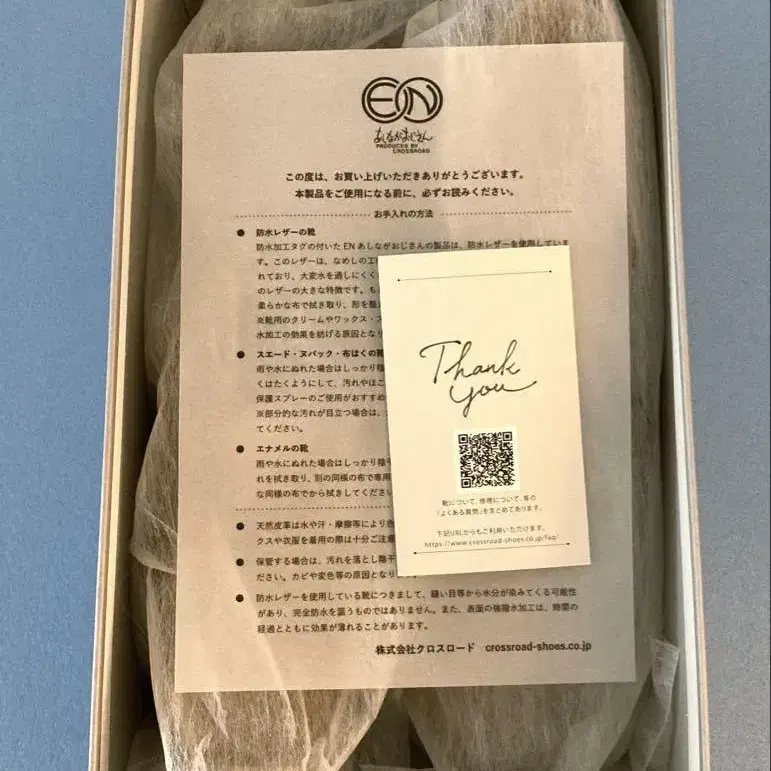 EN
あしながおじさん
PRODUCED BY
CROSSROAD
この度は、お買い上げいただきありがとうございます。
本製品をご使用になる前に、必ずお読みください。
お手入れの方法
● 防水レザーの靴
防水加工タグの付いた EN あしながおじさんの製品は、防水レザーを使用していま
す。このレザーは、なめしの工
れており、大変水を通しにくく
のレザーの大きな特徴です。も
柔らかな布で拭き取り、形を整
※靴用のクリームやワックス・ス
水加工の効果を妨げる原因とな
● スエード・ヌバック・布はくの靴
雨や水にぬれた場合はしっかり陰
くはたくようにして、汚れやほこ
保護スプレーのご使用がおすすめ
※部分的な汚れが目立つ場合は、
てください。
● エナメルの靴
雨や水にぬれた場合はしっかり陰
れを拭き取り、別の同様の布で専用
な同様の布でから拭きしてください
● 天然皮革は水や汗・摩擦等により色
クスや衣服を着用の際は十分ご注意
● 保管する場合は、汚れを落とし陰干
ださい。カビや変色等の原因となり
● 防水レザーを使用している靴につきまして、縫い目等から水分が染みてくる可能性
があり、完全防水を謳うものではありません。また、表面の強撥水加工は、時間の
経過とともに効果が薄れることがあります。
株式会社クロスロード crossroad-shoes.co.jp
Thank
you
靴について、修理について、等の
「よくある質問」をまとめてあります。
下記URLからもご利用いただけます。
https://www.crossroad-shoes.co.jp/faq/